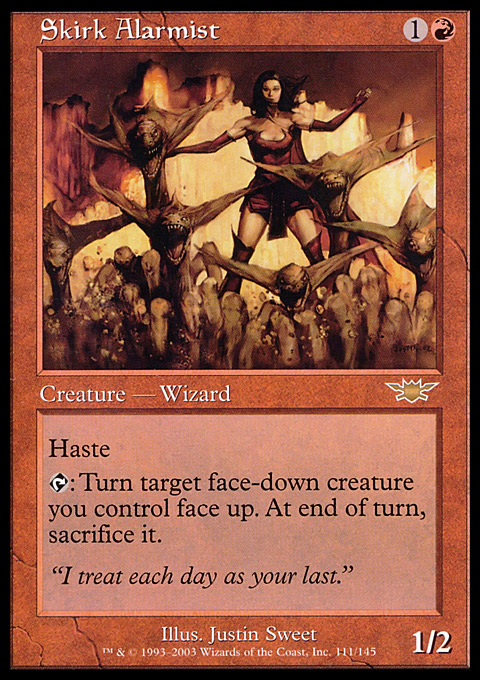 Skirk Alarmist 1
Creature — Wizard
Haste
: Turn target face-down creature
you control face up. At end of turn,
sacrifice it.
“I treat each day as your last.”
Illus. Justin Sweet
™ & © 1993–2003 Wizards of the Coast, Inc. 111/145
1/2